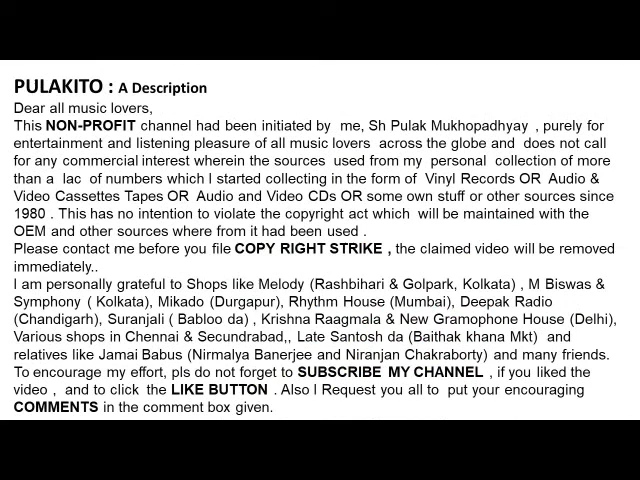 PULAKITO : A Description
Dear all music lovers,
This NON-PROFIT channel had been initiated by me, Sh Pulak Mukhopadhyay , purely for
entertainment and listening pleasure of all music lovers across the globe and does not call
for any commercial interest wherein the sources used from my personal collection of more
than a lac of numbers which I started collecting in the form of Vinyl Records OR Audio &
Video Cassettes Tapes OR Audio and Video CDs OR some own stuff or other sources since
1980 . This has no intention to violate the copyright act which will be maintained with the
OEM and other sources where from it had been used .
Please contact me before you file COPY RIGHT STRIKE , the claimed video will be removed
immediately..
I am personally grateful to Shops like Melody (Rashbihari & Golpark, Kolkata) , M Biswas &
Symphony ( Kolkata), Mikado (Durgapur), Rhythm House (Mumbai), Deepak Radio
(Chandigarh), Suranjali ( Babloo da) , Krishna Raagmala & New Gramophone House (Delhi),
Various shops in Chennai & Secundrabad,, Late Santosh da (Baithak khana Mkt) and
relatives like Jamai Babus (Nirmalya Banerjee and Niranjan Chakraborty) and many friends.
To encourage my effort, pls do not forget to SUBSCRIBE MY CHANNEL , if you liked the
video , and to click the LIKE BUTTON . Also I Request you all to put your encouraging
COMMENTS in the comment box given.